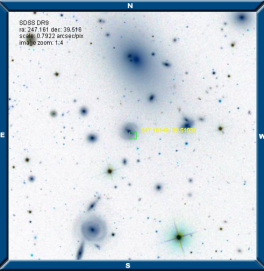 N
SDSS DR9
ra: 247.161 dec: 39.516
scale: 0.7922 arcsec/pix
image zoom: 1:4
E
W
S